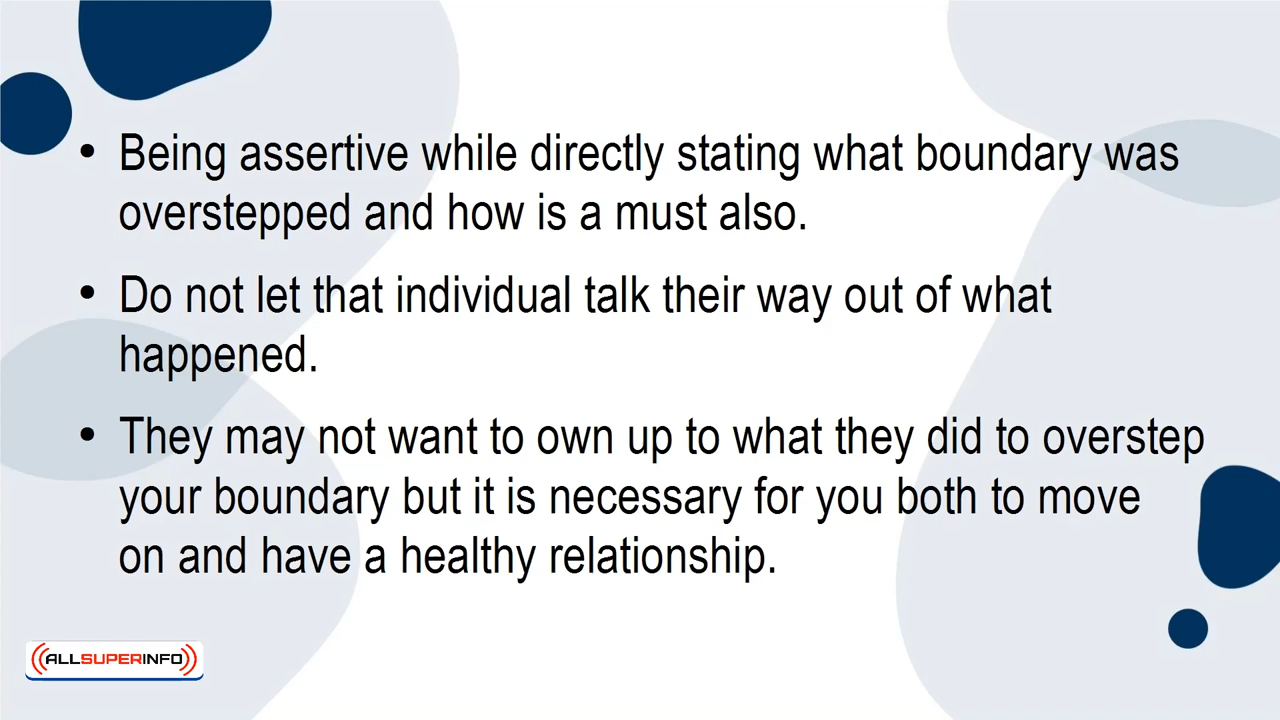 • Being assertive while directly stating what boundary was
overstepped and how is a must also.
• Do not let that individual talk their way out of what
happened.
• They may not want to own up to what they did to overstep
your boundary but it is necessary for you both to move
on and have a healthy relationship.
ALLSUPERINFO